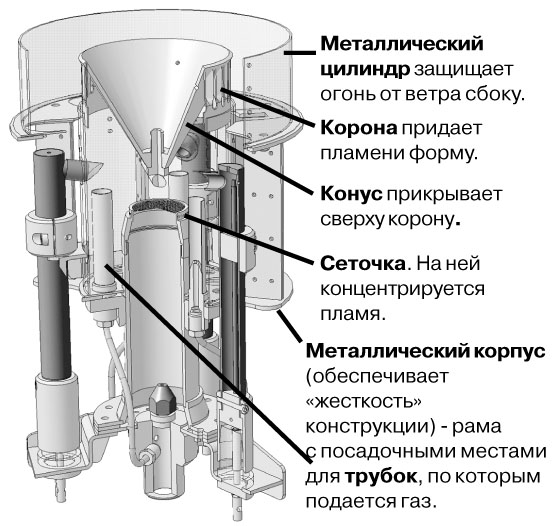 Металлический
цилиндр защищает
огонь от ветра сбоку.
Корона придает
пламени форму.
Конус прикрывает
сверху корону.
Сеточка. На ней
концентрируется
пламя.
Металлический корпус
(обеспечивает
«жесткость»
конструкции) - рама
с посадочными местами
для трубок, по которым
подается газ.